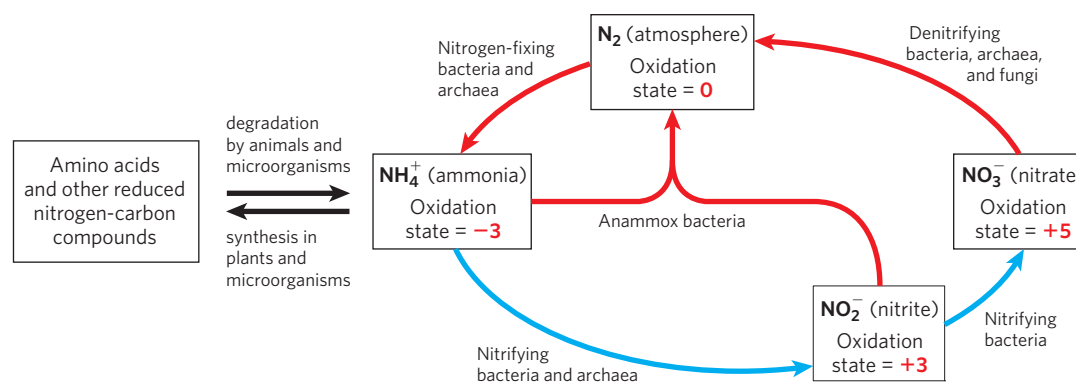 N₂ (atmosphere)
Oxidation
state = 0
Nitrogen-fixing
bacteria and
archaea
Denitrifying
bacteria, archaea,
and fungi
degradation
by animals and
microorganisms
Amino acids
and other reduced
nitrogen-carbon
compounds
synthesis in
plants and
microorganisms
NH₄⁺ (ammonia)
Oxidation
state = −3
Anammox bacteria
NO₃⁻ (nitrate
Oxidation
state = +5
NO₂⁻ (nitrite)
Oxidation
state = +3
Nitrifying
bacteria
Nitrifying
bacteria and archaea